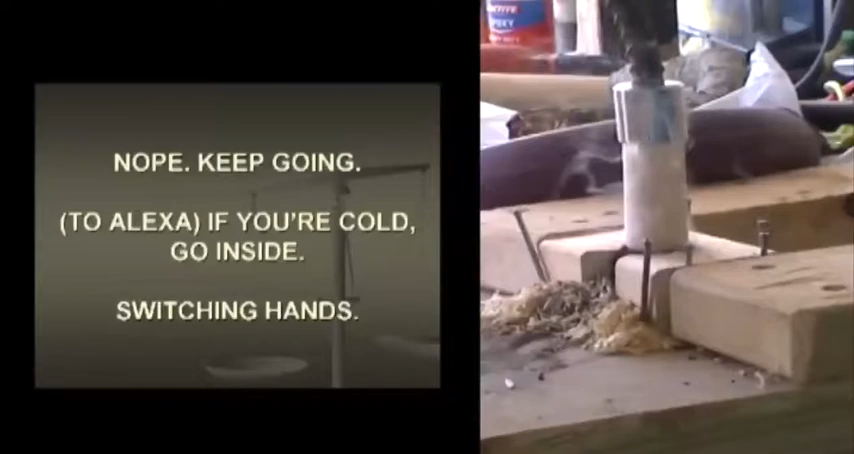 NOPE. KEEP GOING.
(TO ALEXA) IF YOU'RE COLD,
GO INSIDE.
SWITCHING HANDS.